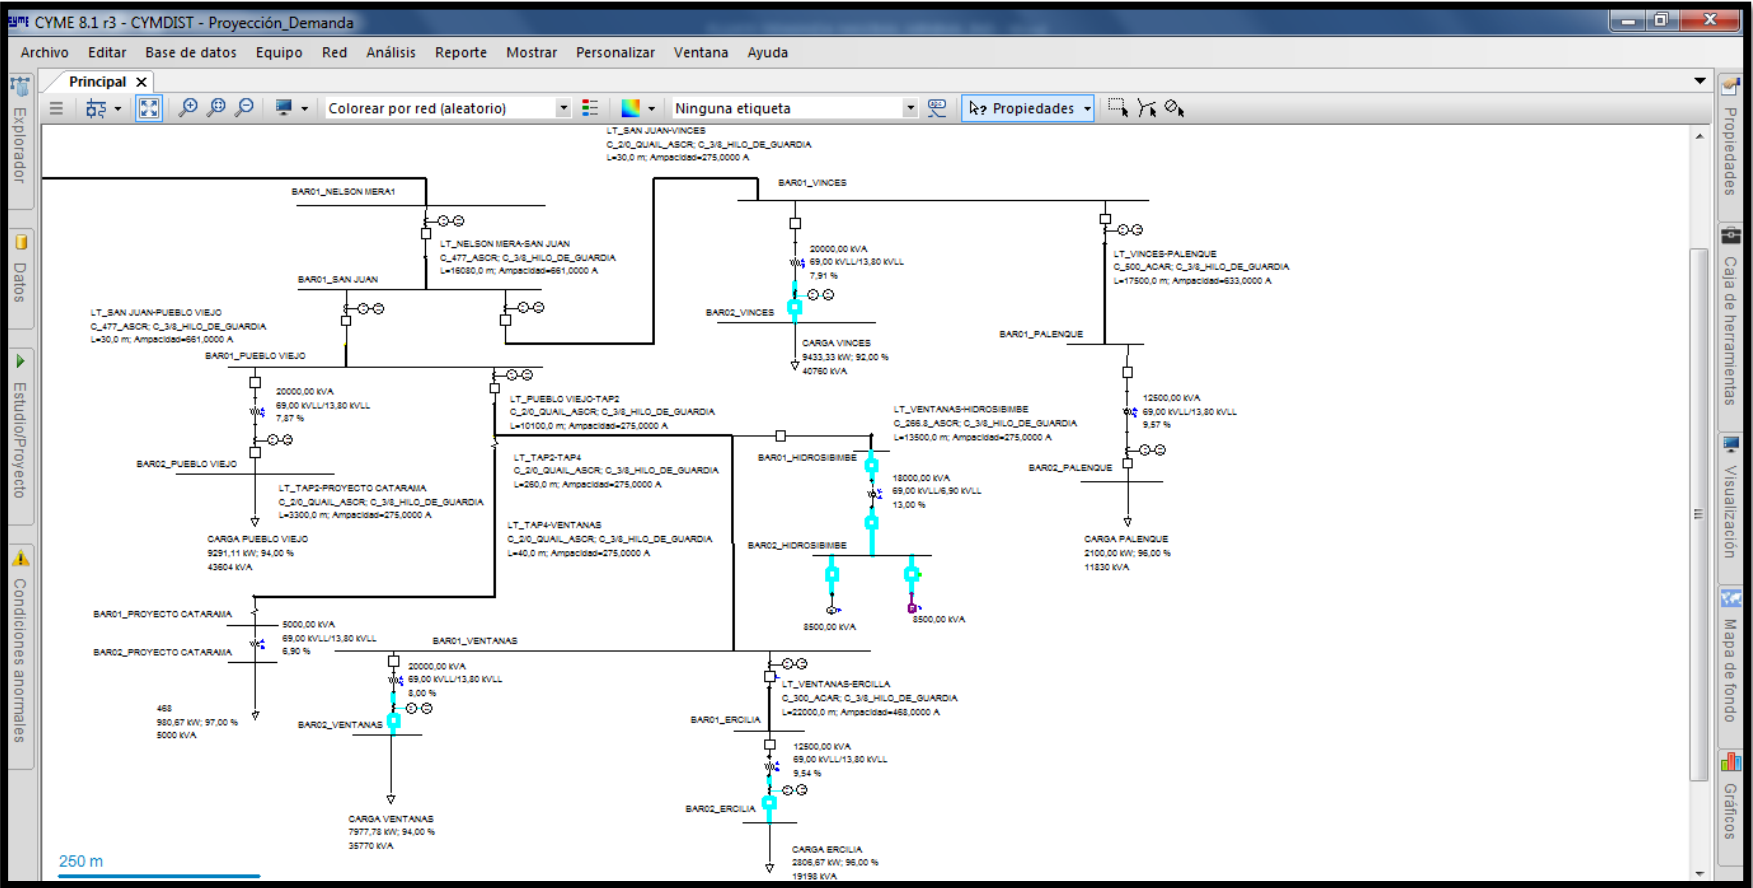 CYME 8.1 r3 - CYMDIST - Proyección_Demanda
Archivo Editar Base de datos Equipo Red Análisis Reporte Mostrar Personalizar Ventana Ayuda
Principal
Colorear por red (aleatorio)
Ninguna etiqueta
Propiedades
Explorador
Datos
Estudio/Proyecto
Condiciones anormales
LT_SAN JUAN-VINCES
C_2/0_QUAIL_ASCR; C_3/8_HILO_DE_GUARDIA
L=30,0 m; Ampacidad=275,0000 A
BAR01_NELSON MERA1
BAR01_VINCES
LT_NELSON MERA-SAN JUAN
C_477_ASCR; C_3/8_HILO_DE_GUARDIA
L=16080,0 m; Ampacidad=661,0000 A
20000,00 kVA
69,00 kVLL/13,80 kVLL
7,91 %
LT_VINCES-PALENQUE
C_500_ACAR; C_3/8_HILO_DE_GUARDIA
L=17500,0 m; Ampacidad=633,0000 A
BAR01_SAN JUAN
LT_SAN JUAN-PUEBLO VIEJO
C_477_ASCR; C_3/8_HILO_DE_GUARDIA
L=30,0 m; Ampacidad=661,0000 A
BAR02_VINCES
BAR01_PALENQUE
CARGA VINCES
9433,33 kW; 92,00 %
40760 kVA
BAR01_PUEBLO VIEJO
20000,00 kVA
69,00 kVLL/13,80 kVLL
7,87 %
LT_PUEBLO VIEJO-TAP2
C_2/0_QUAIL_ASCR; C_3/8_HILO_DE_GUARDIA
L=10100,0 m; Ampacidad=275,0000 A
LT_VENTANAS-HIDROSIBIMBE
C_266.8_ASCR; C_3/8_HILO_DE_GUARDIA
L=13500,0 m; Ampacidad=275,0000 A
12500,00 kVA
69,00 kVLL/13,80 kVLL
9,57 %
BAR02_PUEBLO VIEJO
LT_TAP2-TAP4
C_2/0_QUAIL_ASCR; C_3/8_HILO_DE_GUARDIA
L=260,0 m; Ampacidad=275,0000 A
BAR01_HIDROSIBIMBE
BAR02_PALENQUE
18000,00 kVA
69,00 kVLL/6,90 kVLL
13,00 %
LT_TAP2-PROYECTO CATARAMA
C_2/0_QUAIL_ASCR; C_3/8_HILO_DE_GUARDIA
L=3300,0 m; Ampacidad=275,0000 A
LT_TAP4-VENTANAS
C_2/0_QUAIL_ASCR; C_3/8_HILO_DE_GUARDIA
L=40,0 m; Ampacidad=275,0000 A
CARGA PUEBLO VIEJO
9291,11 kW; 94,00 %
43604 kVA
BAR02_HIDROSIBIMBE
CARGA PALENQUE
2100,00 kW; 96,00 %
11830 kVA
8500,00 kVA
8500,00 kVA
BAR01_PROYECTO CATARAMA
5000,00 kVA
69,00 kVLL/13,80 kVLL
6,90 %
BAR02_PROYECTO CATARAMA
BAR01_VENTANAS
20000,00 kVA
69,00 kVLL/13,80 kVLL
8,00 %
LT_VENTANAS-ERCILLA
C_300_ACAR; C_3/8_HILO_DE_GUARDIA
L=22000,0 m; Ampacidad=468,0000 A
468
980,67 kW; 97,00 %
5000 kVA
BAR02_VENTANAS
BAR01_ERCILIA
12500,00 kVA
69,00 kVLL/13,80 kVLL
9,54 %
BAR02_ERCILIA
CARGA VENTANAS
7977,78 kW; 94,00 %
35770 kVA
CARGA ERCILIA
2806,67 kW; 96,00 %
19198 kVA
250 m
Propiedades
Caja de herramientas
Visualización
Mapa de fondo
Gráficos